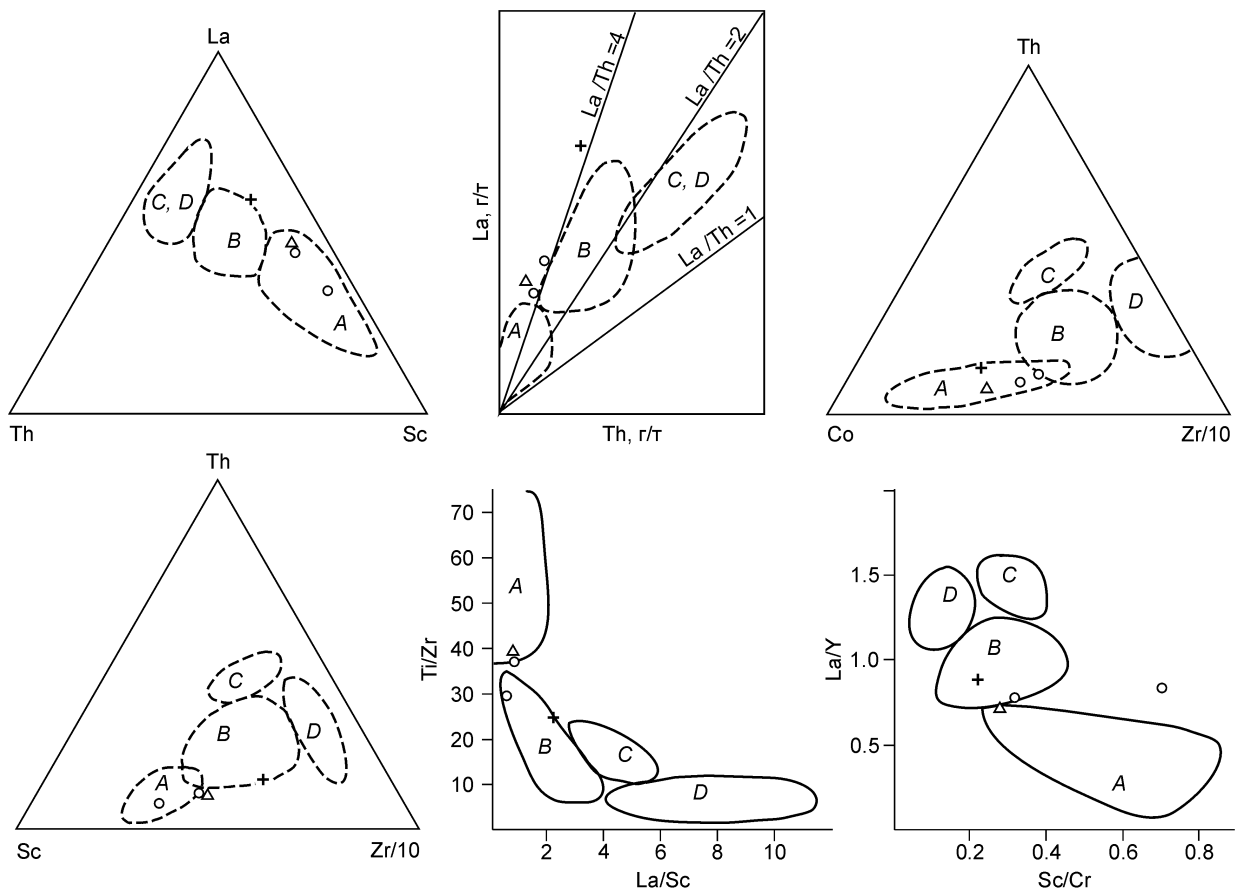 La
C, D
B
A
Th
Sc
La /Th =4
La /Th =2
La, г/т
C, D
B
La /Th =1
A
Th, г/т
Th
C
D
B
A
Co
Zr/10
Th
C
B
D
A
Sc
Zr/10
70
60
50
40
30
20
10
Ti/Zr
A
B
C
D
2
4
6
8
10
La/Sc
1.5
1.0
0.5
La/Y
C
D
B
A
0.2
0.4
0.6
0.8
Sc/Cr